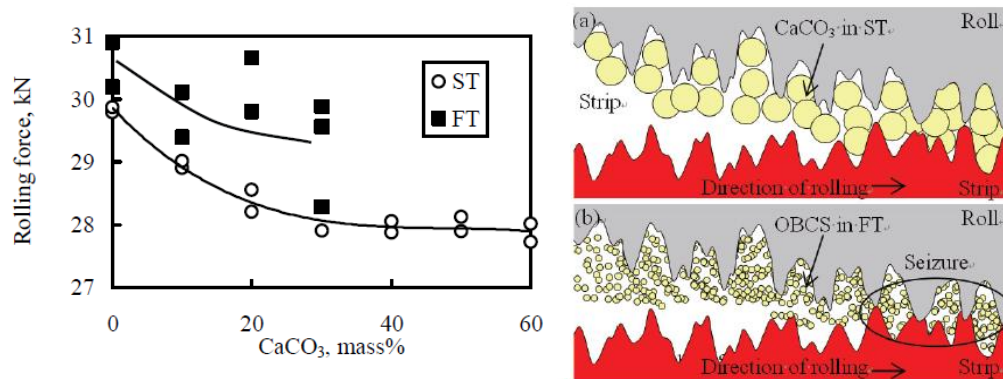 31
30
29
28
27
Rolling force, kN
0
20
40
60
CaCO₃, mass%
ST
FT
(a)
Roll
CaCO₃ in ST
Strip
Direction of rolling
Strip
(b)
Roll
OBCS in FT
Seizure
Direction of rolling
Strip